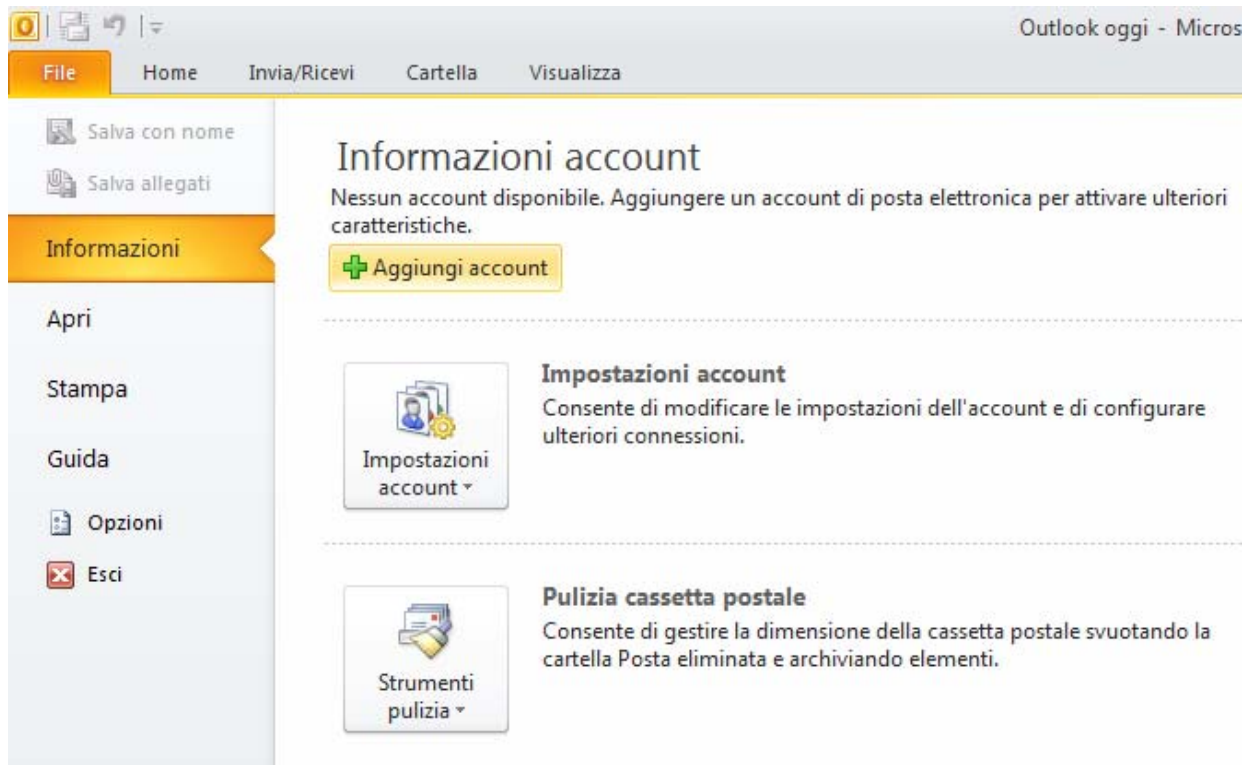 Outlook oggi - Micros
File Home Invia/Ricevi Cartella Visualizza
Salva con nome
Salva allegati
Informazioni
Apri
Stampa
Guida
Opzioni
Esci
Informazioni account
Nessun account disponibile. Aggiungere un account di posta elettronica per attivare ulteriori
caratteristiche.
Aggiungi account
Impostazioni
account
Impostazioni account
Consente di modificare le impostazioni dell'account e di configurare
ulteriori connessioni.
Strumenti
pulizia
Pulizia cassetta postale
Consente di gestire la dimensione della cassetta postale svuotando la
cartella Posta eliminata e archiviando elementi.